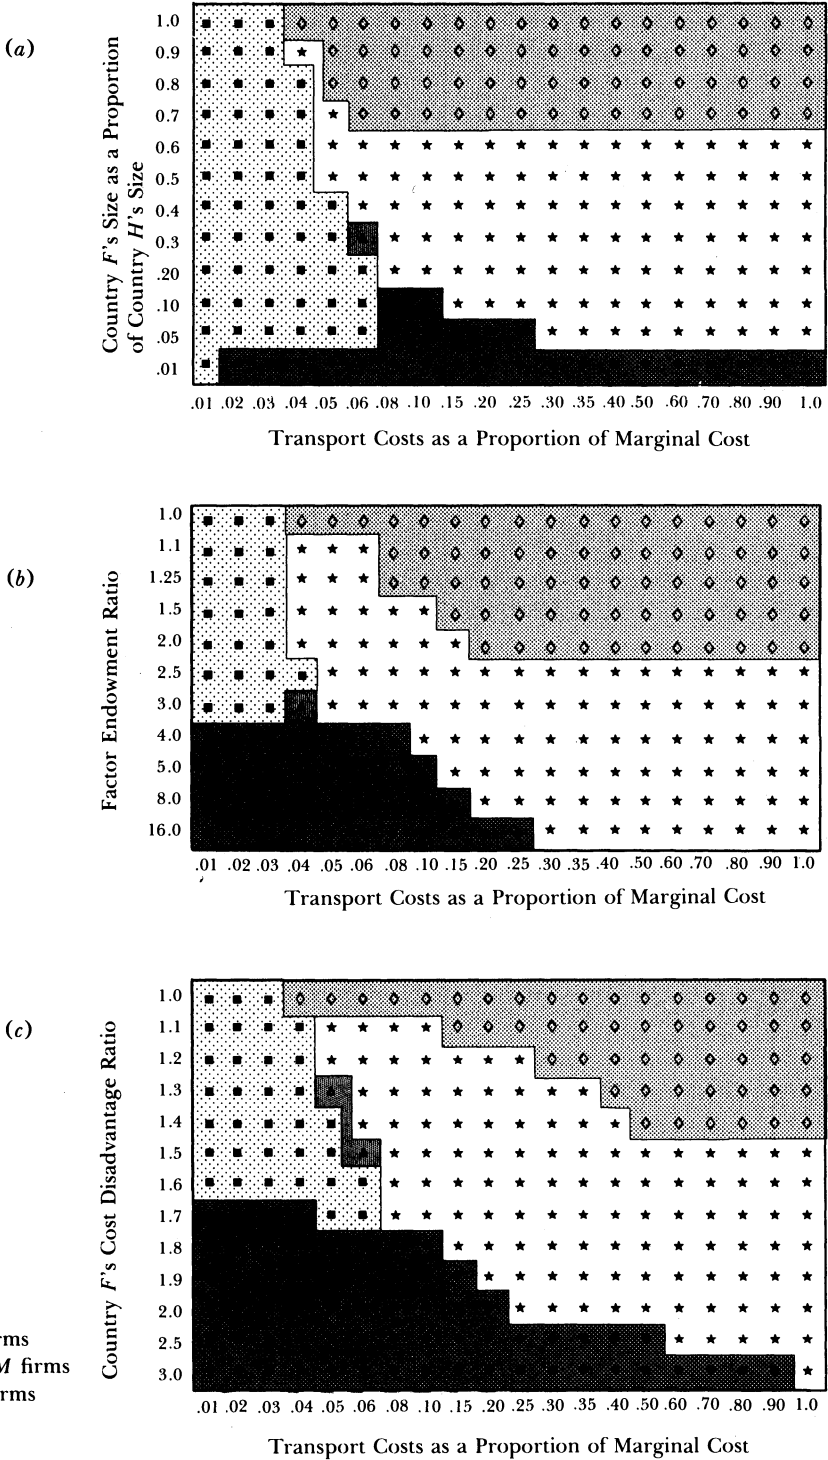 (a)
Country F's Size as a Proportion
of Country H's Size
1.0
0.9
0.8
0.7
0.6
0.5
0.4
0.3
.20
.10
.05
.01
.01 .02 .03 .04 .05 .06 .08 .10 .15 .20 .25 .30 .35 .40 .50 .60 .70 .80 .90 1.0
Transport Costs as a Proportion of Marginal Cost
(b)
Factor Endowment Ratio
1.0
1.1
1.25
1.5
2.0
2.5
3.0
4.0
5.0
8.0
16.0
.01 .02 .03 .04 .05 .06 .08 .10 .15 .20 .25 .30 .35 .40 .50 .60 .70 .80 .90 1.0
Transport Costs as a Proportion of Marginal Cost
(c)
Country F's Cost Disadvantage Ratio
1.0
1.1
1.2
1.3
1.4
1.5
1.6
1.7
1.8
1.9
2.0
2.5
3.0
rms
M firms
rms
.01 .02 .03 .04 .05 .06 .08 .10 .15 .20 .25 .30 .35 .40 .50 .60 .70 .80 .90 1.0
Transport Costs as a Proportion of Marginal Cost